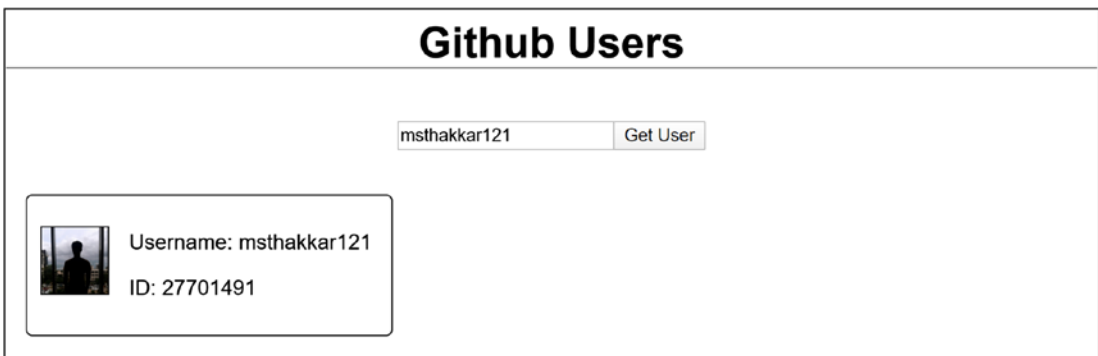 Github Users
msthakkar121 Get User
Username: msthakkar121
ID: 27701491